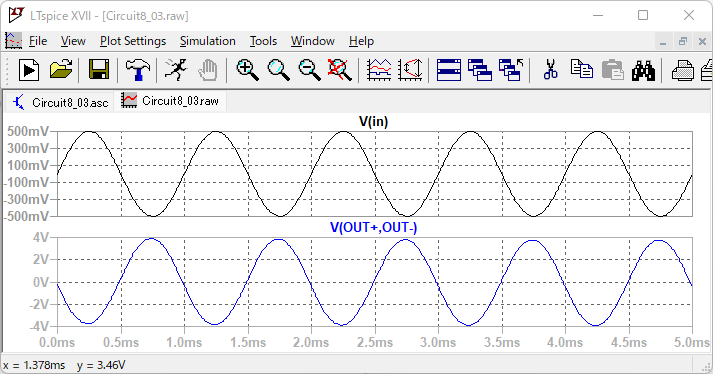 LTspice XVII - [Circuit8_03.raw]
File View Plot Settings Simulation Tools Window Help
Circuit8_03.asc Circuit8_03.raw
V(in)
500mV
300mV
100mV
-100mV
-300mV
-500mV
V(OUT+,OUT-)
4V
2V
0V
-2V
-4V
0.0ms 0.5ms 1.0ms 1.5ms 2.0ms 2.5ms 3.0ms 3.5ms 4.0ms 4.5ms 5.0ms
x = 1.378ms y = 3.46V